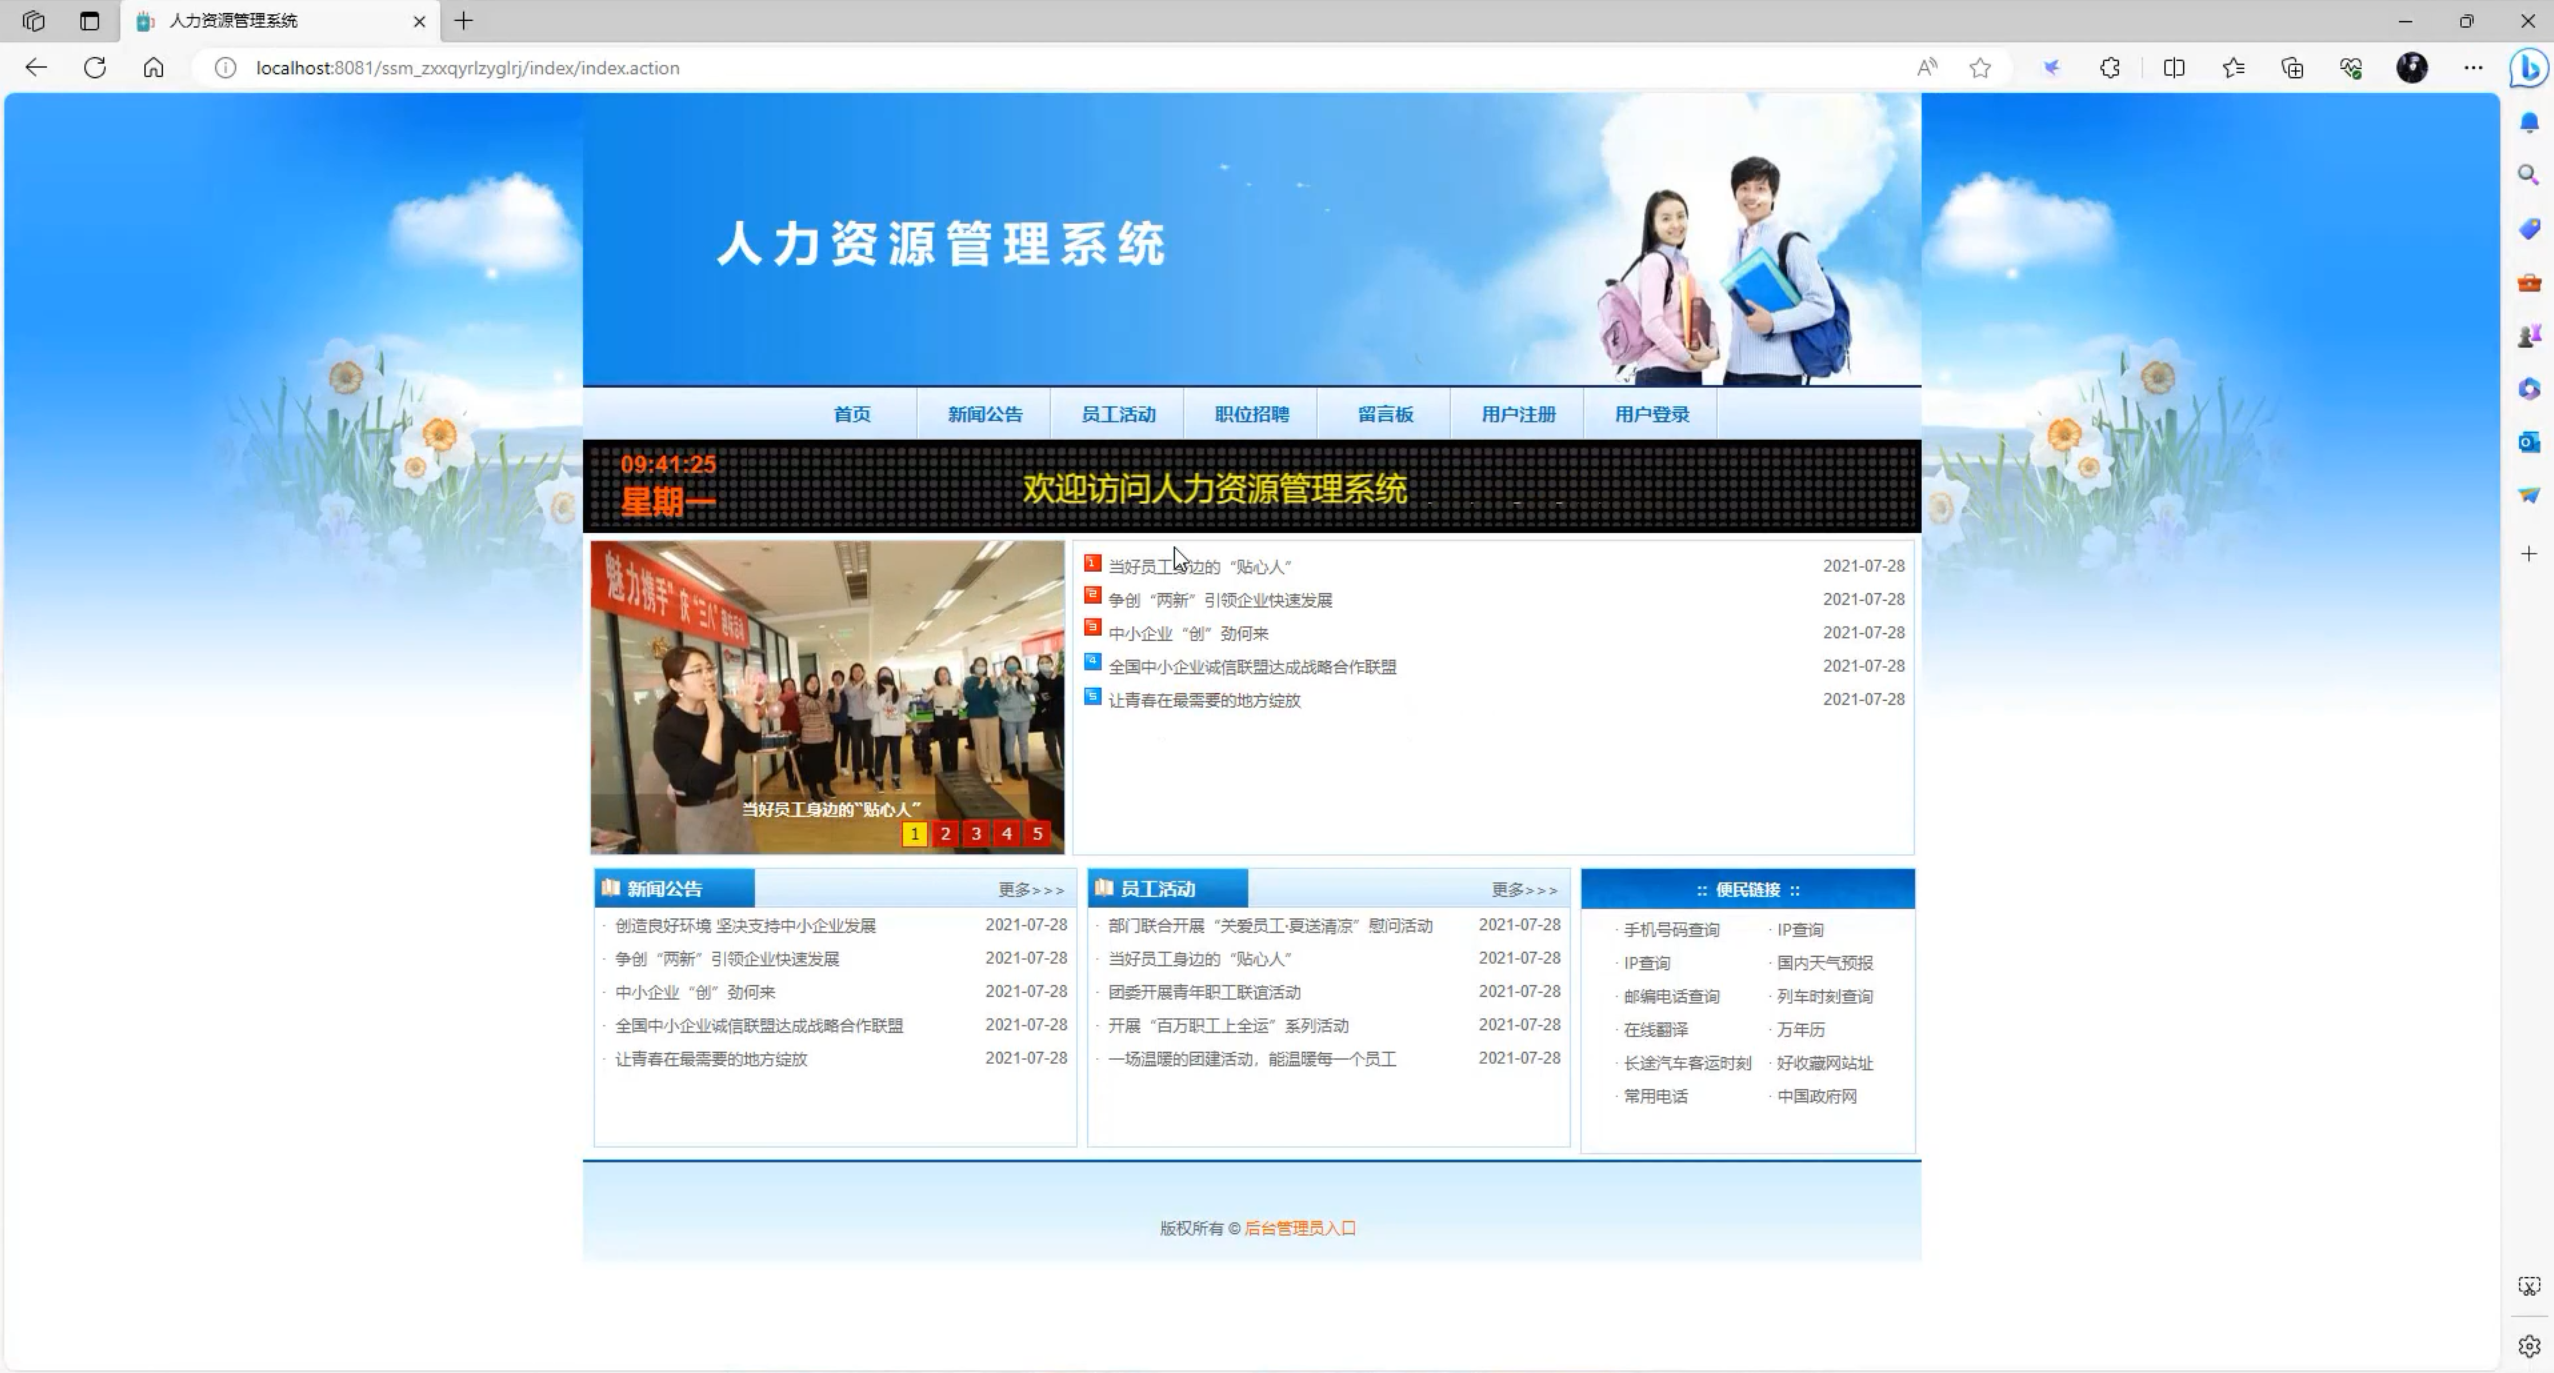 人力资源管理系统
localhost:8081/ssm_zxxqyrlzyglrj/index/index.action
人力资源管理系统
首页 新闻公告 员工活动 职位招聘 留言板 用户注册 用户登录
09:41:25
星期一
欢迎访问人力资源管理系统
魅力携手"庆"三八"趣味活动
当好员工身边的“贴心人”
1 2 3 4 5
1 当好员工身边的“贴心人” 2021-07-28
2 争创“两新”引领企业快速发展 2021-07-28
3 中小企业“创”劲何来 2021-07-28
4 全国中小企业诚信联盟达成战略合作联盟 2021-07-28
5 让青春在最需要的地方绽放 2021-07-28
新闻公告 更多>>>
· 创造良好环境 坚决支持中小企业发展 2021-07-28
· 争创“两新”引领企业快速发展 2021-07-28
· 中小企业“创”劲何来 2021-07-28
· 全国中小企业诚信联盟达成战略合作联盟 2021-07-28
· 让青春在最需要的地方绽放 2021-07-28
员工活动 更多>>>
· 部门联合开展“关爱员工·夏送清凉”慰问活动 2021-07-28
· 当好员工身边的“贴心人” 2021-07-28
· 团委开展青年职工联谊活动 2021-07-28
· 开展“百万职工上全运”系列活动 2021-07-28
· 一场温暖的团建活动，能温暖每一个员工 2021-07-28
:: 便民链接 ::
· 手机号码查询 · IP查询
· IP查询 · 国内天气预报
· 邮编电话查询 · 列车时刻查询
· 在线翻译 · 万年历
· 长途汽车客运时刻 · 好收藏网站址
· 常用电话 · 中国政府网
版权所有 © 后台管理员入口